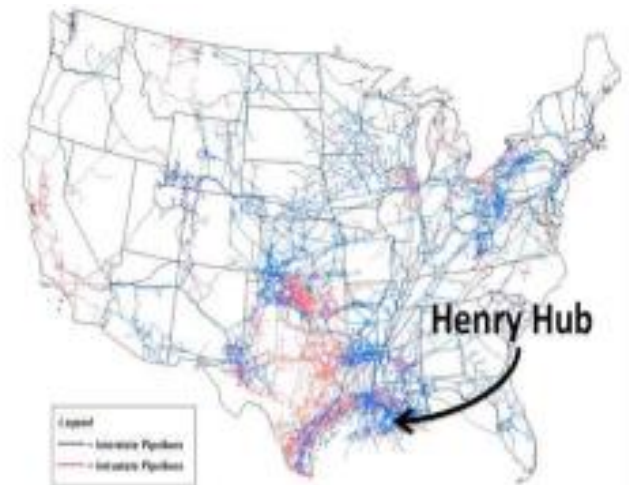 Henry Hub
Legend
= Interstate Pipelines
= Intrastate Pipelines